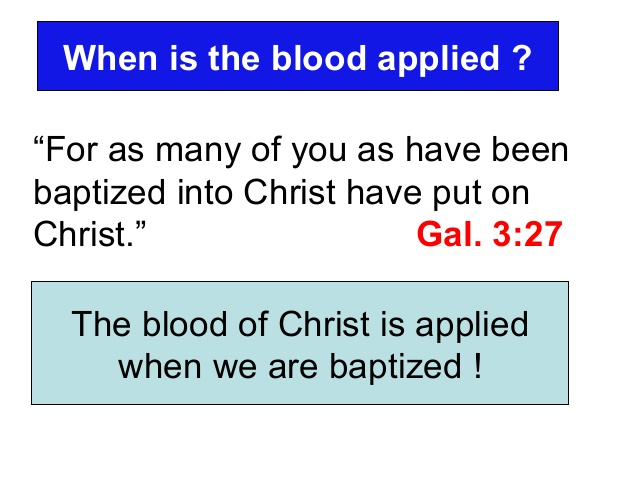 When is the blood applied ?
“For as many of you as have been
baptized into Christ have put on
Christ.” Gal. 3:27
The blood of Christ is applied
when we are baptized !